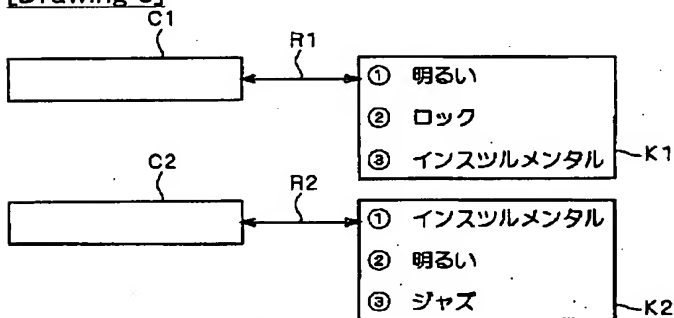 C1
R1
① 明るい
② ロック
③ インスツルメンタル
K1
C2
R2
① インスツルメンタル
② 明るい
③ ジャズ
K2